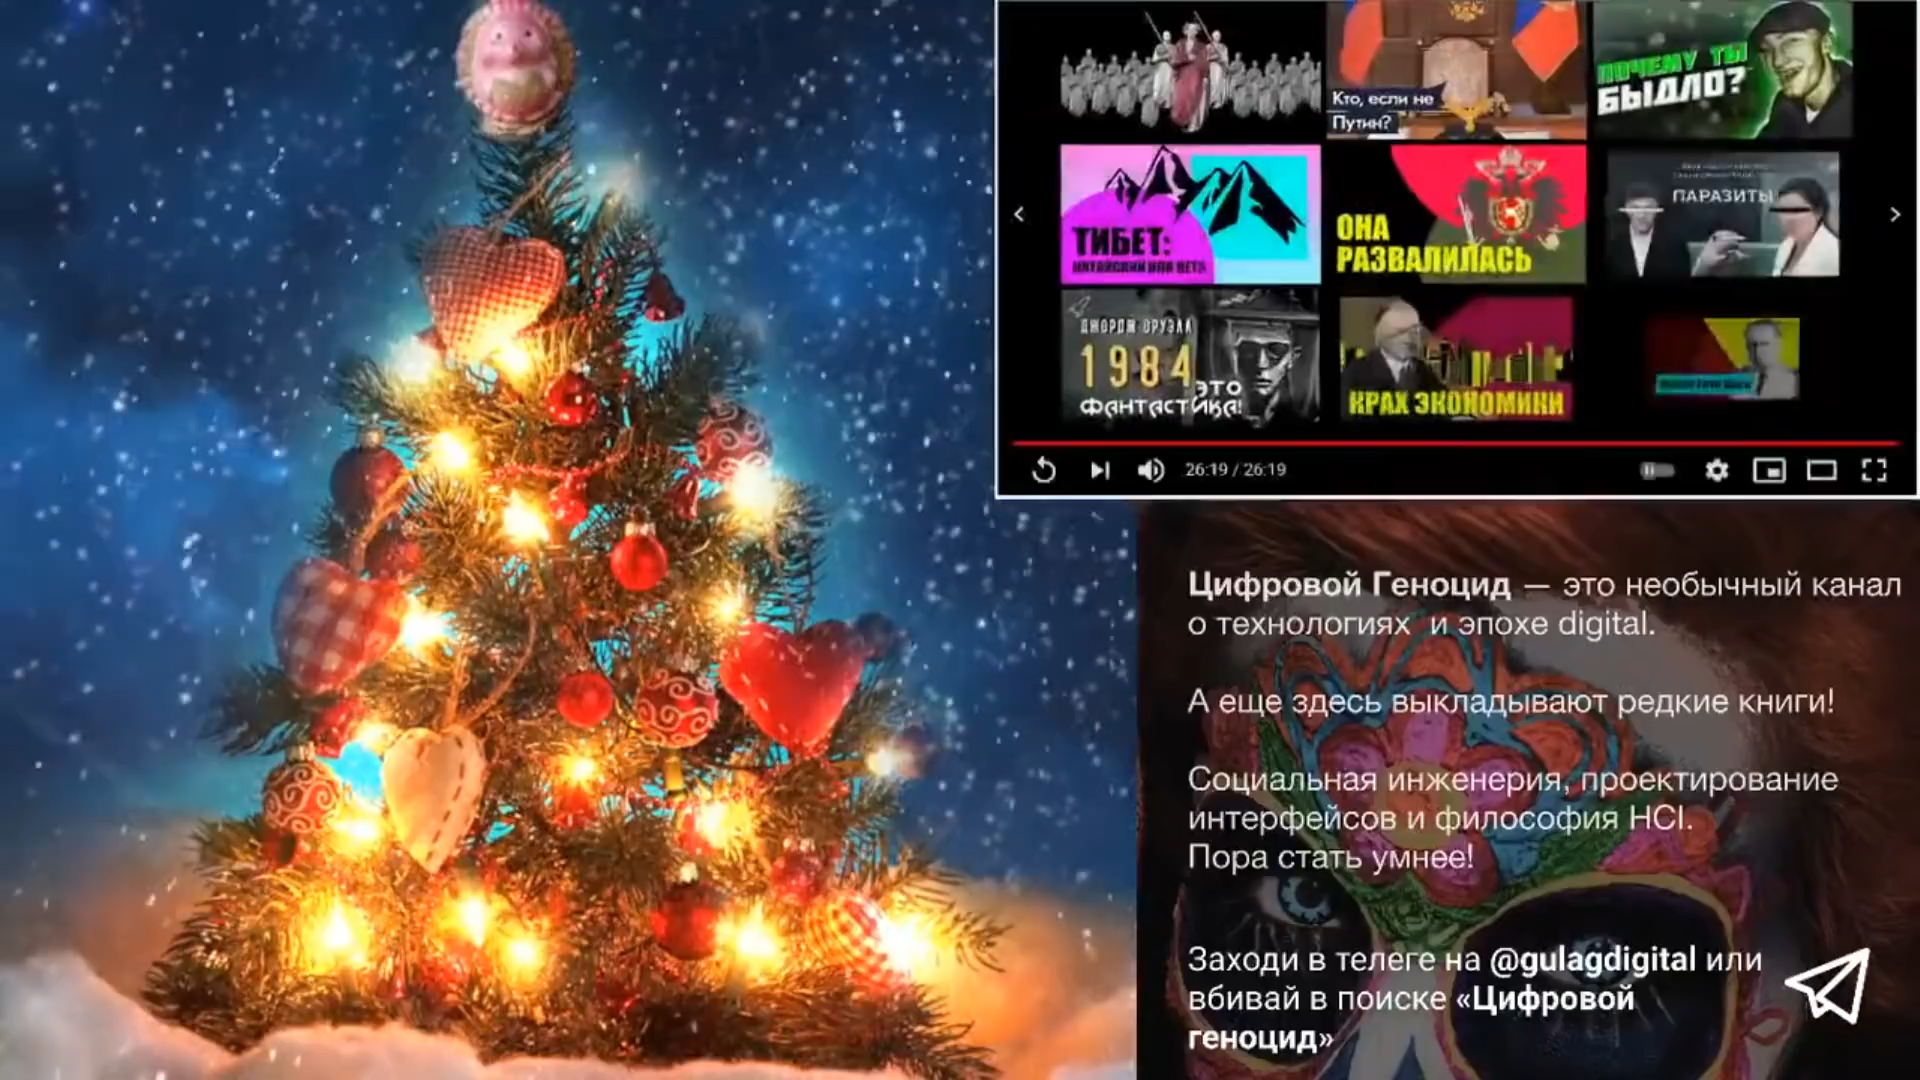 Кто, если не
Путин?
ПОЧЕМУ ТЫ
БЫДЛО?
ТИБЕТ:
ОНА
РАЗВАЛИЛАСЬ
ПАРАЗИТЫ
ДЖОРДЖ ОРУЭЛЛ
1984
ЭТО
ФАНТАСТИКА!
КРАХ ЭКОНОМИКИ
26:19 / 26:19
Цифровой Геноцид — это необычный канал
о технологиях и эпохе digital.
А еще здесь выкладывают редкие книги!
Социальная инженерия, проектирование
интерфейсов и философия HCI.
Пора стать умнее!
Заходи в телеге на @gulagdigital или
вбивай в поиске «Цифровой
геноцид»